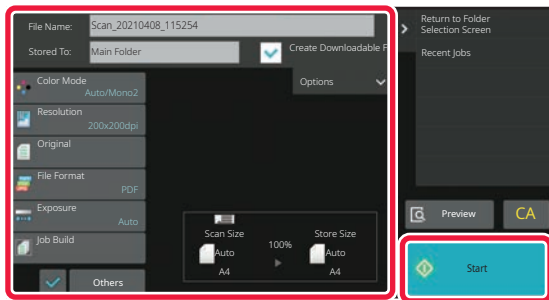 File Name:
Scan_20210408_115254
Stored To:
Main Folder
Create Downloadable F
Options
Color Mode
Auto/Mono2
Resolution
200x200dpi
Original
File Format
PDF
Exposure
Auto
Job Build
Others
Scan Size
Auto
A4
100%
Store Size
Auto
A4
Return to Folder
Selection Screen
Recent Jobs
Preview
CA
Start